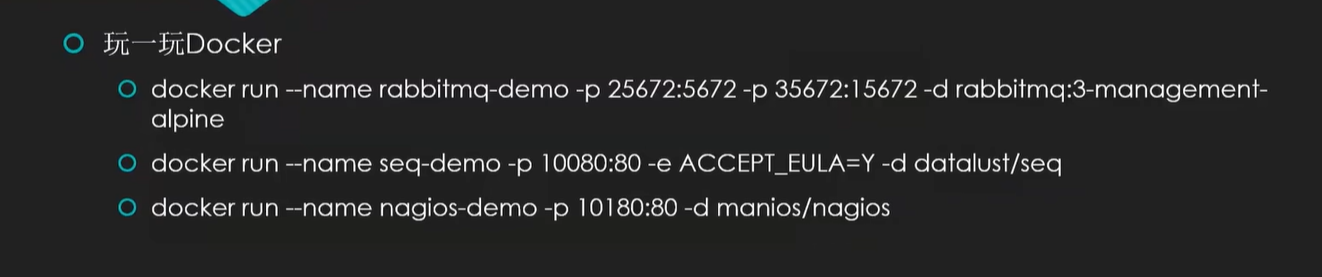 玩一玩Docker
docker run --name rabbitmq-demo -p 25672:5672 -p 35672:15672 -d rabbitmq:3-management-
alpine
docker run --name seq-demo -p 10080:80 -e ACCEPT_EULA=Y -d datalust/seq
docker run --name nagios-demo -p 10180:80 -d manios/nagios